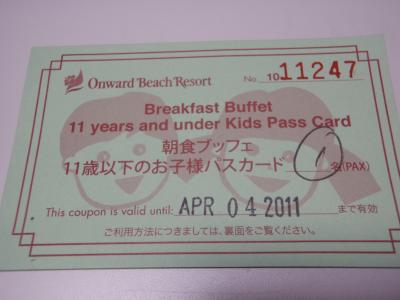 Onward Beach Resort
No. 1011247
Breakfast Buffet
11 years and under Kids Pass Card
朝食ブッフェ
11歳以下のお子様パスカード 1 名(PAX)
This coupon is valid until: APR 04 2011 まで有効
ご利用方法につきましては、裏面をご覧ください。